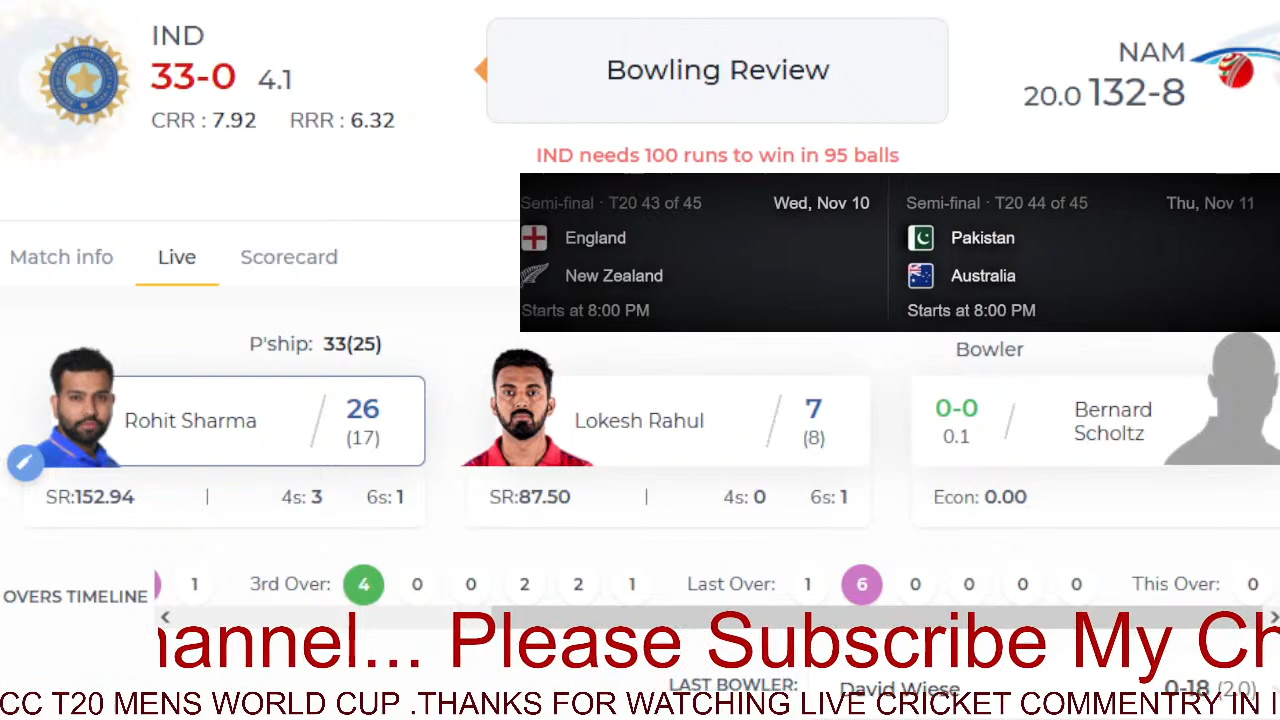 IND
33-0 4.1
CRR : 7.92 RRR : 6.32
Bowling Review
NAM
20.0 132-8
IND needs 100 runs to win in 95 balls
Semi-final · T20 43 of 45 Wed, Nov 10
England
New Zealand
Starts at 8:00 PM
Semi-final · T20 44 of 45 Thu, Nov 11
Pakistan
Australia
Starts at 8:00 PM
Match info Live Scorecard
P'ship: 33(25)
Rohit Sharma 26
(17)
SR:152.94 | 4s: 3 6s: 1
Lokesh Rahul 7
(8)
SR:87.50 | 4s: 0 6s: 1
Bowler
0-0
0.1
Bernard
Scholtz
Econ: 0.00
OVERS TIMELINE
1 3rd Over: 4 0 0 2 2 1 Last Over: 1 6 0 0 0 0 This Over: 0
hannel... Please Subscribe My Ch
LAST BOWLER: David Wiese 0-18 (2.0)
CC T20 MENS WORLD CUP .THANKS FOR WATCHING LIVE CRICKET COMMENTRY IN